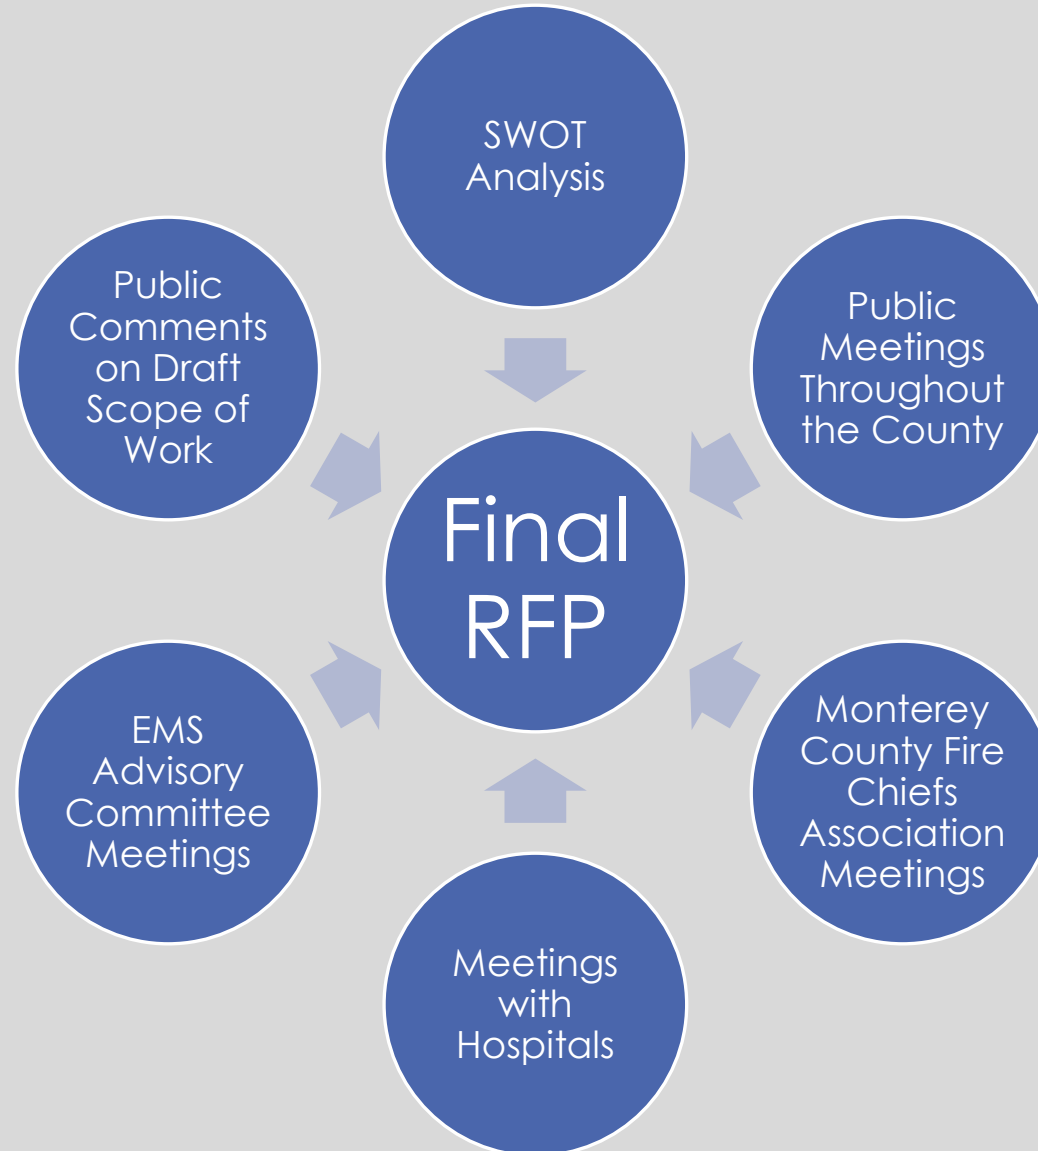 SWOT
Analysis
Public
Comments
on Draft
Scope of
Work
Public
Meetings
Throughout
the County
Final
RFP
EMS
Advisory
Committee
Meetings
Monterey
County Fire
Chiefs
Association
Meetings
Meetings
with
Hospitals